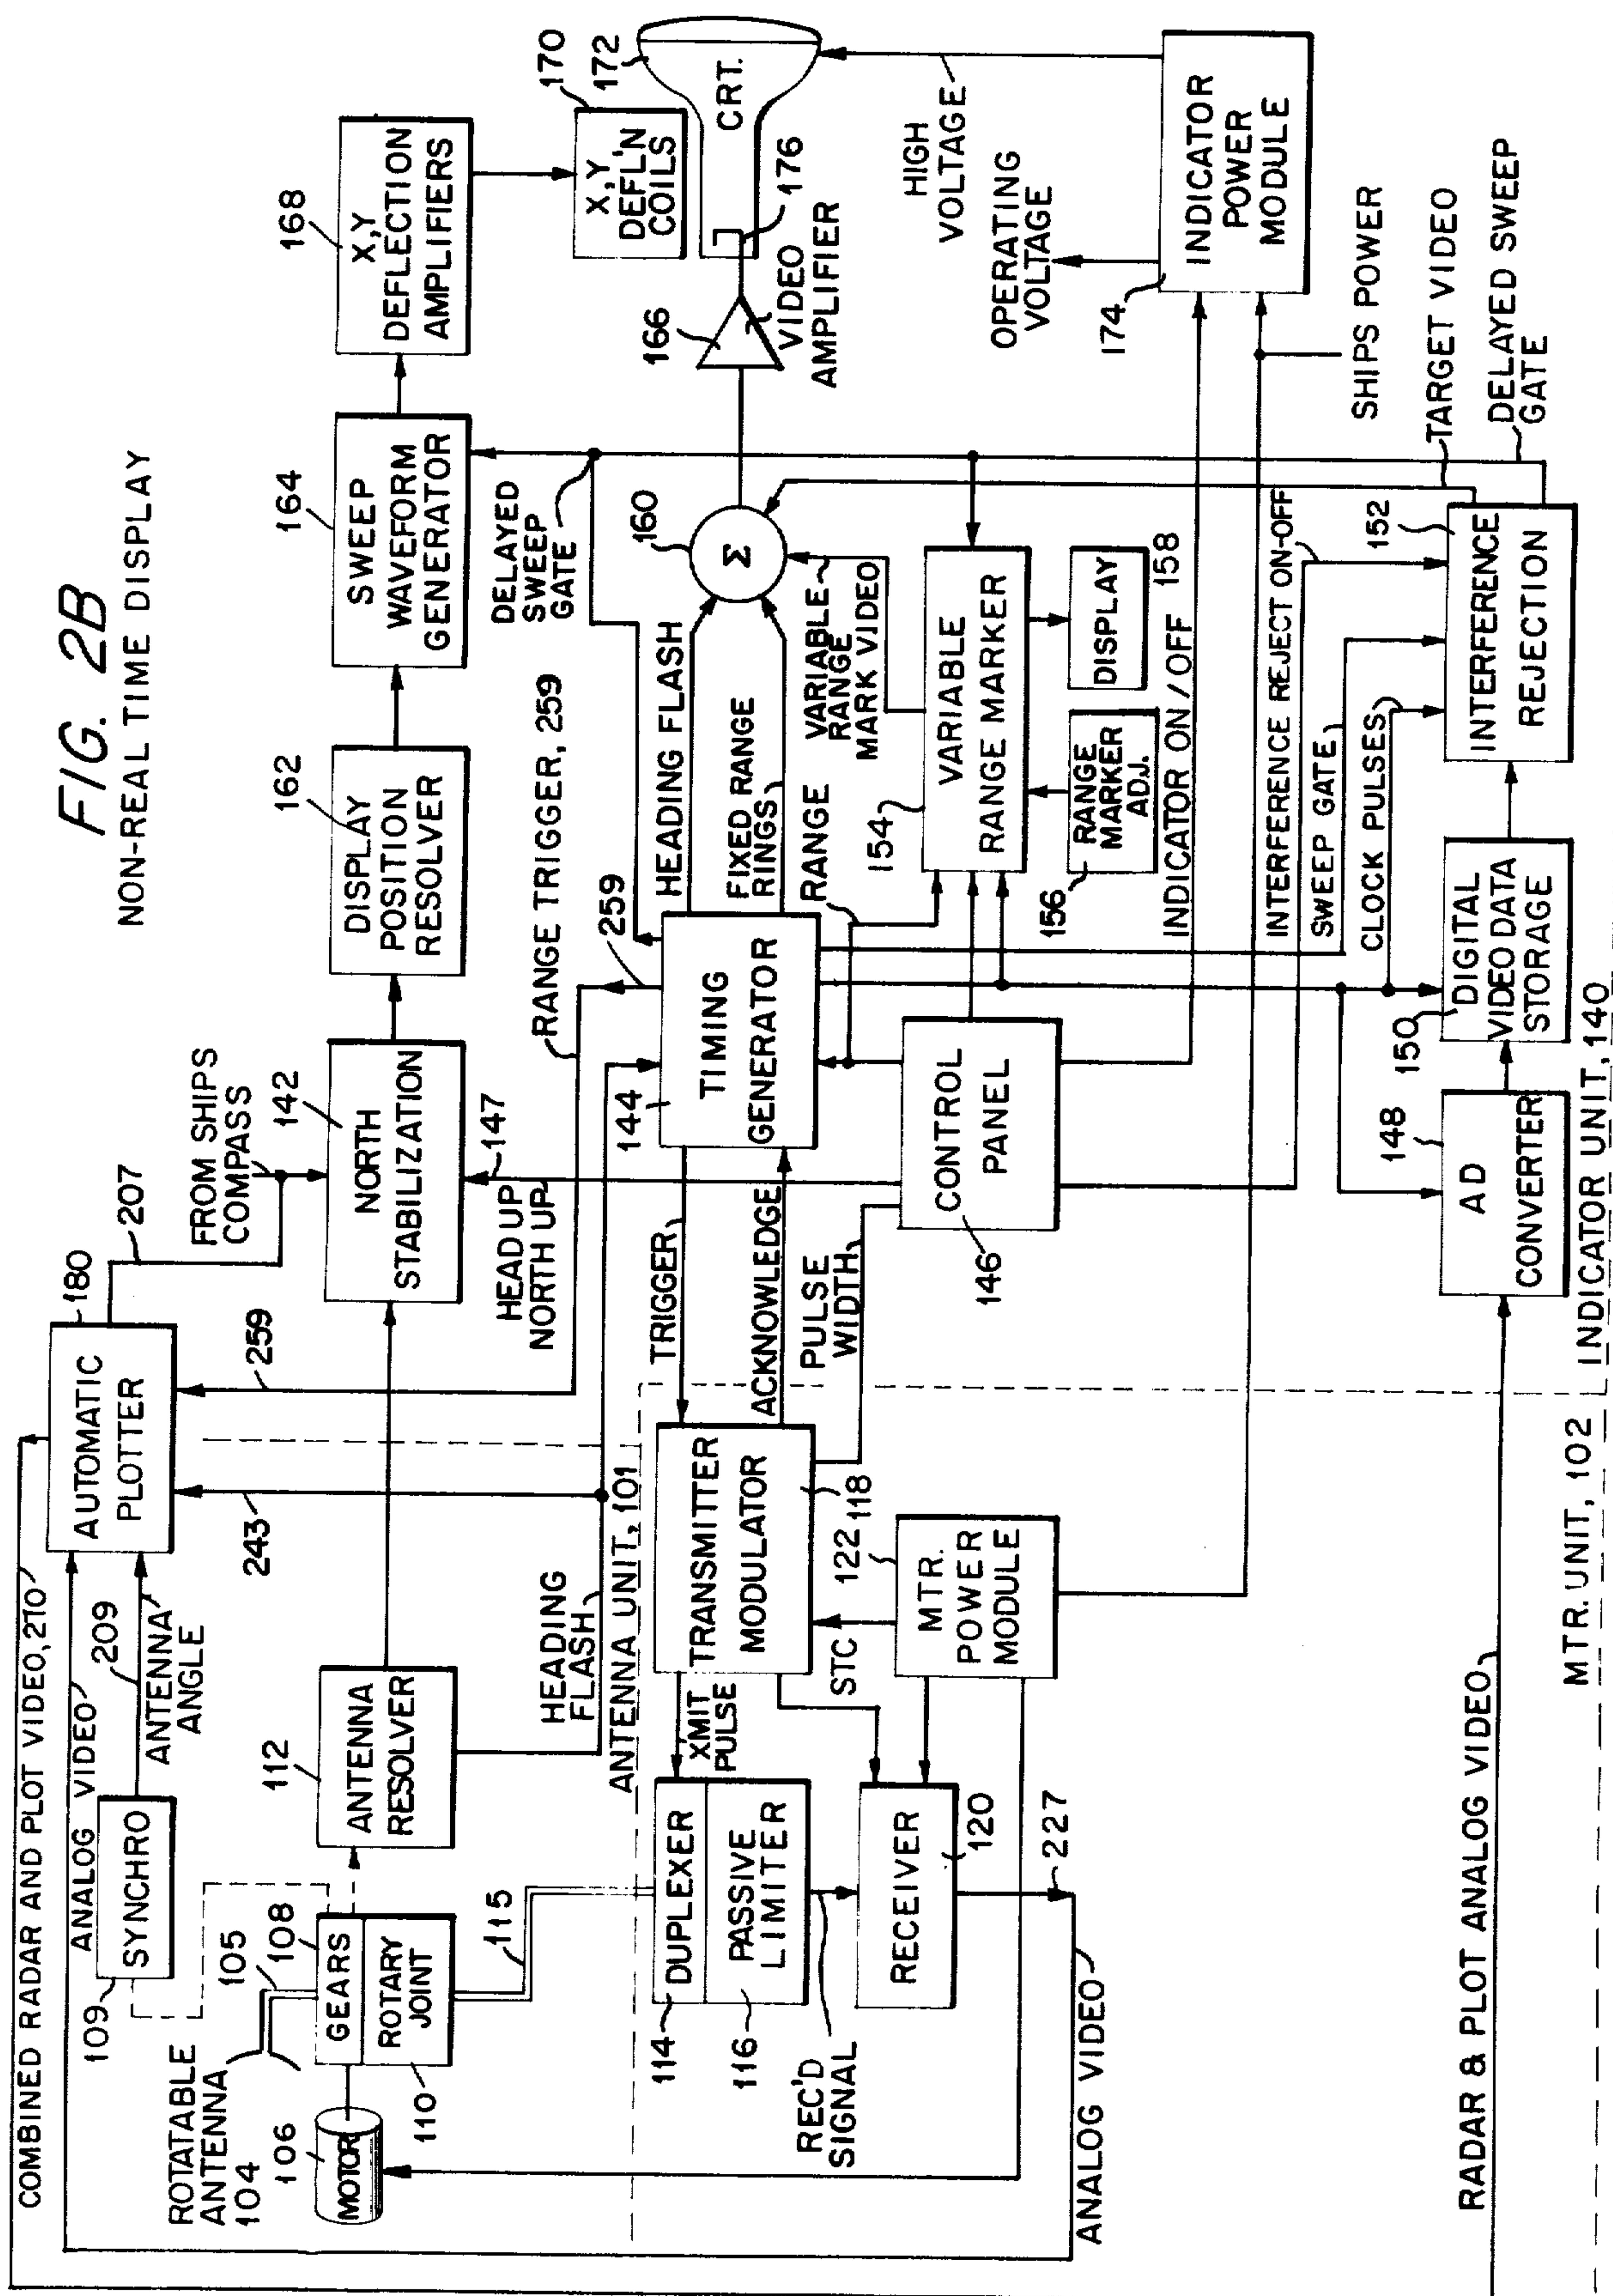 FIG. 2B
NON-REAL TIME DISPLAY
COMBINED RADAR AND PLOT VIDEO, 210
ANALOG VIDEO
109
SYNCHRO
209
ANTENNA
ANGLE
AUTOMATIC
PLOTTER
180
207
FROM SHIPS
COMPASS
243
259
ROTATABLE
ANTENNA
104
105
108
106
MOTOR
GEARS
ROTARY
JOINT
110
115
112
ANTENNA
RESOLVER
HEADING
FLASH
142
NORTH
STABILIZATION
HEAD UP
NORTH UP
147
162
DISPLAY
POSITION
RESOLVER
164
SWEEP
WAVEFORM
GENERATOR
168
X,Y
DEFLECTION
AMPLIFIERS
170
X,Y
DEFL'N
COILS
172
CRT.
176
RANGE TRIGGER, 259
259
DELAYED
SWEEP
GATE
ANTENNA UNIT, 101
114
DUPLEXER
116
PASSIVE
LIMITER
XMIT
PULSE
TRANSMITTER
MODULATOR
118
TRIGGER
ACKNOWLEDGE
PULSE
WIDTH
144
TIMING
GENERATOR
HEADING FLASH
FIXED RANGE
RINGS
160
Σ
166
VIDEO
AMPLIFIER
REC'D
SIGNAL
RECEIVER
120
227
STC
122
MTR.
POWER
MODULE
146
CONTROL
PANEL
RANGE
VARIABLE
RANGE
MARK VIDEO
154
VARIABLE
RANGE MARKER
156
RANGE
MARKER
ADJ.
DISPLAY
158
HIGH
VOLTAGE
OPERATING
VOLTAGE
174
INDICATOR
POWER
MODULE
INDICATOR ON/OFF
SHIPS POWER
INTERFERENCE REJECT ON-OFF
SWEEP GATE
CLOCK PULSES
TARGET VIDEO
DELAYED SWEEP
GATE
ANALOG VIDEO
RADAR & PLOT ANALOG VIDEO
148
AD
CONVERTER
150
DIGITAL
VIDEO DATA
STORAGE
152
INTERFERENCE
REJECTION
MTR. UNIT, 102
INDICATOR UNIT, 140